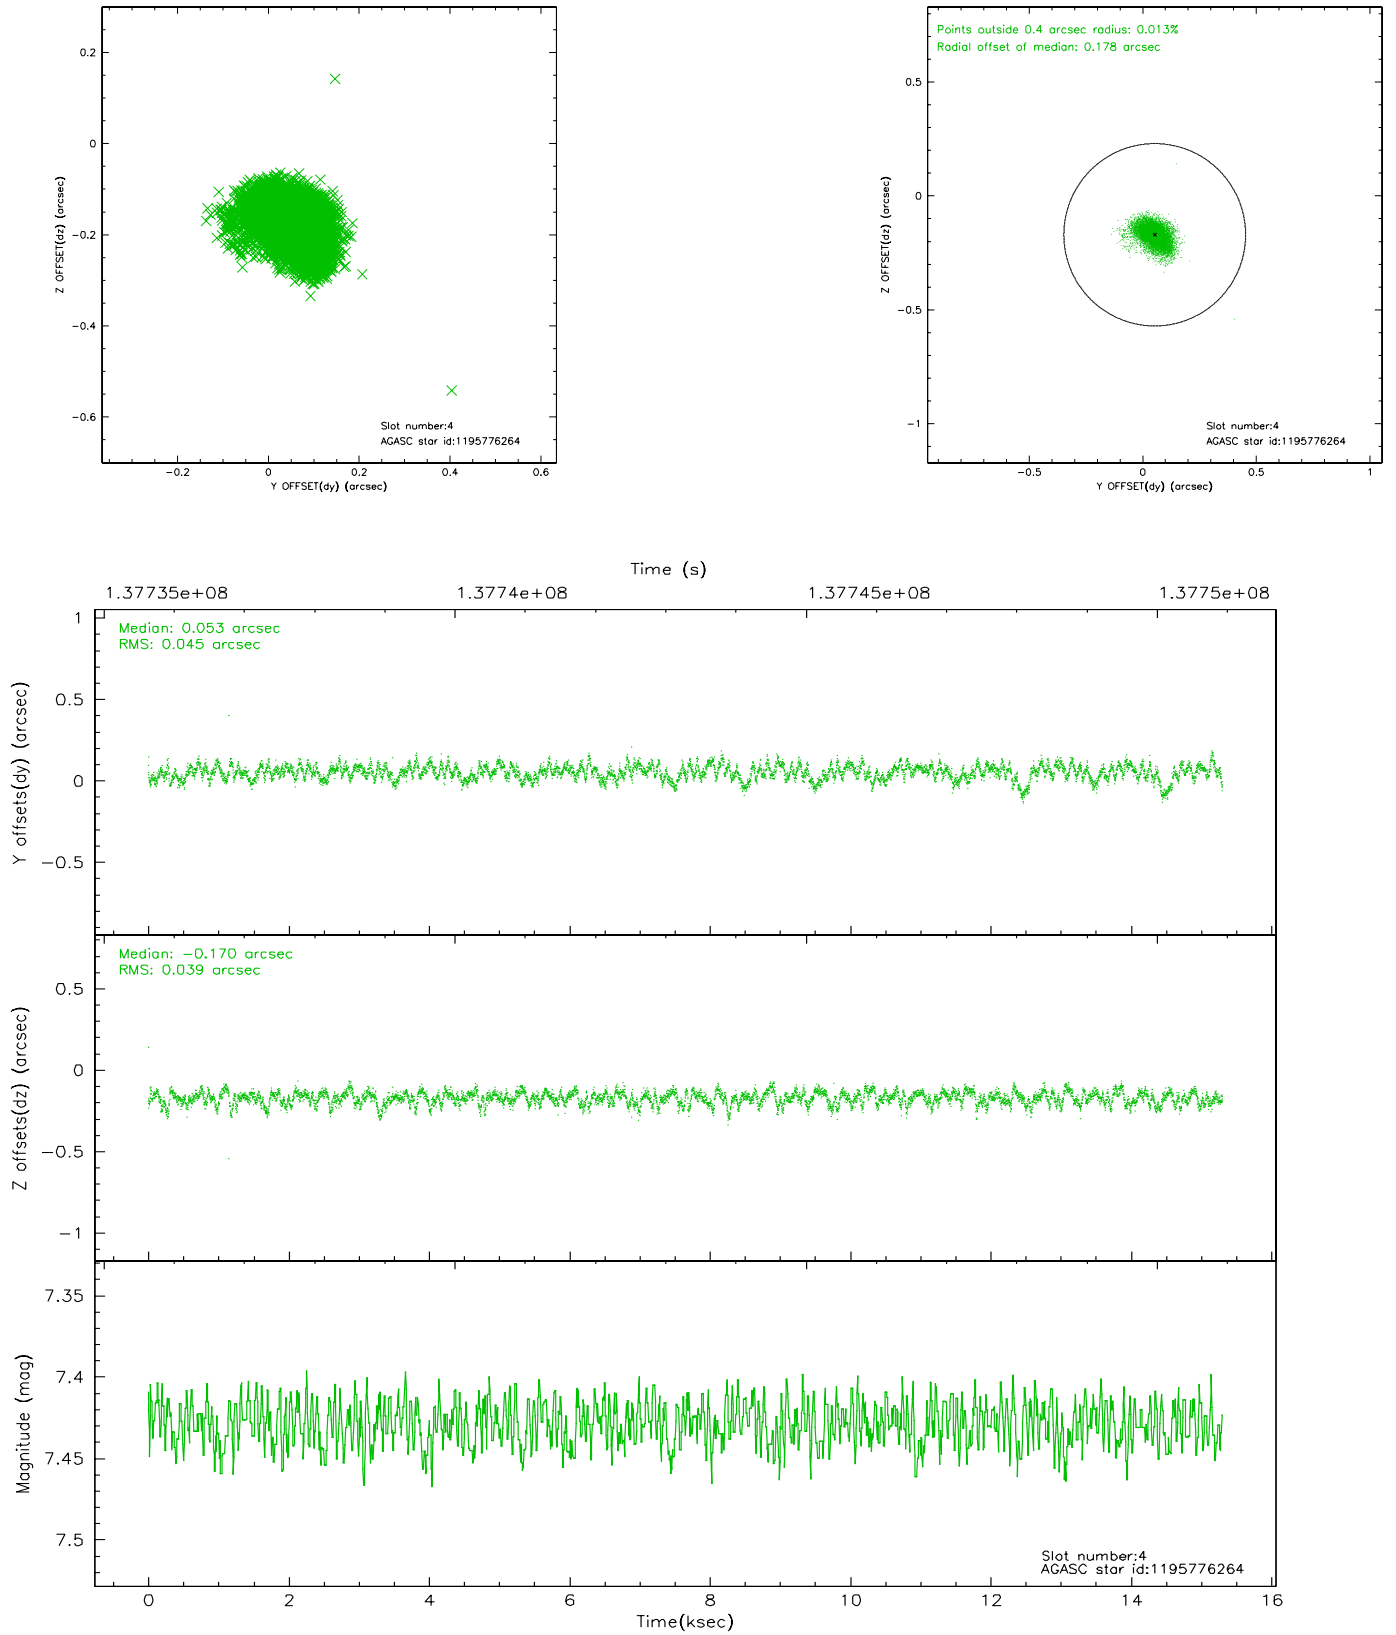 0.2
0
-0.2
-0.4
-0.6
Z OFFSET(dz) (arcsec)
Slot number:4
AGASC star id:1195776264
-0.2 0 0.2 0.4 0.6
Y OFFSET(dy) (arcsec)
Points outside 0.4 arcsec radius: 0.013%
Radial offset of median: 0.178 arcsec
0.5
0
-0.5
-1
Z OFFSET(dz) (arcsec)
Slot number:4
AGASC star id:1195776264
-0.5 0 0.5 1
Y OFFSET(dy) (arcsec)
Time (s)
1.37735e+08 1.3774e+08 1.37745e+08 1.3775e+08
Median: 0.053 arcsec
RMS: 0.045 arcsec
1
0.5
0
-0.5
Y offsets(dy) (arcsec)
Median: -0.170 arcsec
RMS: 0.039 arcsec
0.5
0
-0.5
-1
Z offsets(dz) (arcsec)
7.35
7.4
7.45
7.5
Magnitude (mag)
Slot number:4
AGASC star id:1195776264
0 2 4 6 8 10 12 14 16
Time(ksec)